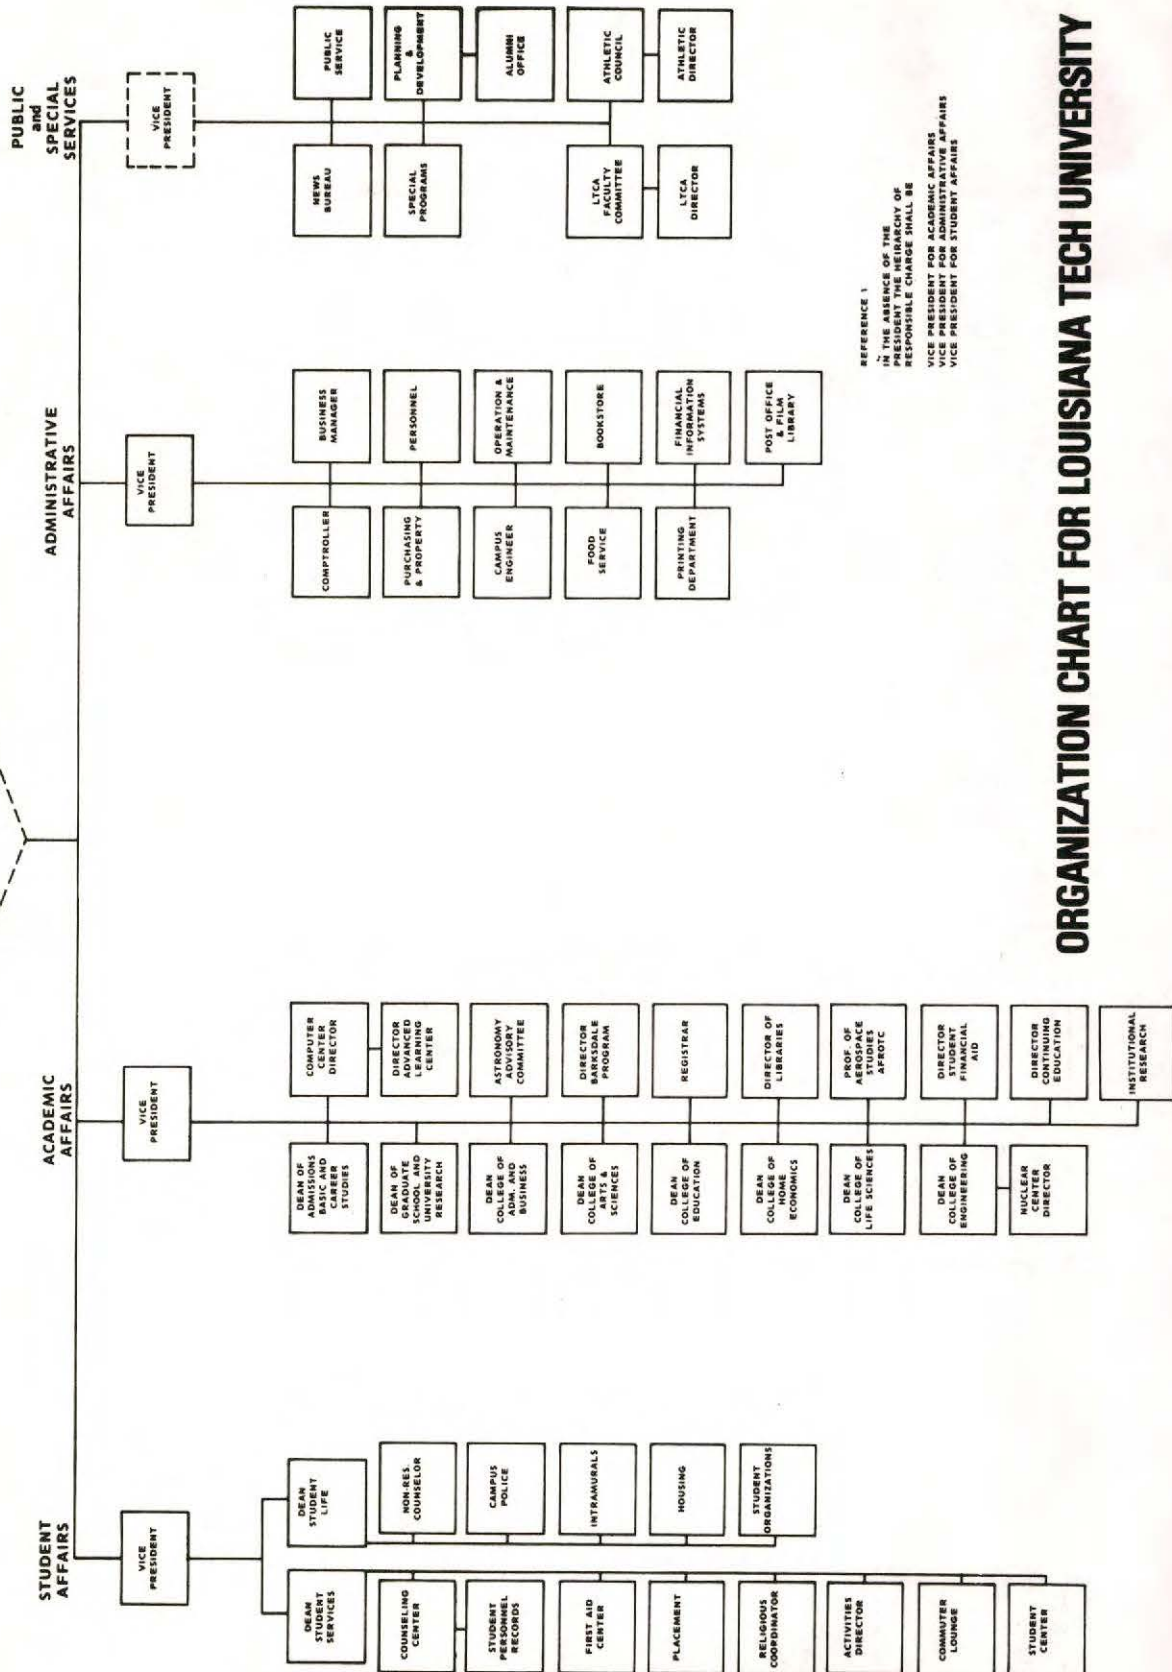 STUDENT
AFFAIRS
VICE
PRESIDENT
DEAN
STUDENT
SERVICES
COUNSELING
CENTER
STUDENT
PERSONNEL
RECORDS
FIRST AID
CENTER
PLACEMENT
RELIGIOUS
COORDINATOR
ACTIVITIES
DIRECTOR
COMMUTER
LOUNGE
STUDENT
CENTER
DEAN
STUDENT
LIFE
NON-RES.
COUNSELOR
CAMPUS
POLICE
INTRAMURALS
HOUSING
STUDENT
ORGANIZATIONS
ACADEMIC
AFFAIRS
VICE
PRESIDENT
DEAN OF
ADMISSIONS
BASIC AND
CAREER
STUDIES
DEAN OF
GRADUATE
SCHOOL AND
UNIVERSITY
RESEARCH
DEAN
COLLEGE OF
ADM. AND
BUSINESS
DEAN
COLLEGE OF
ARTS &
SCIENCES
DEAN
COLLEGE OF
EDUCATION
DEAN
COLLEGE OF
HOME
ECONOMICS
DEAN
COLLEGE OF
LIFE SCIENCES
DEAN
COLLEGE OF
ENGINEERING
NUCLEAR
CENTER
DIRECTOR
COMPUTER
CENTER
DIRECTOR
DIRECTOR
ADVANCED
LEARNING
CENTER
ASTRONOMY
ADVISORY
COMMITTEE
DIRECTOR
BARKSDALE
PROGRAM
REGISTRAR
DIRECTOR OF
LIBRARIES
PROF. OF
AEROSPACE
STUDIES
AFROTC
DIRECTOR
STUDENT
FINANCIAL
AID
DIRECTOR
CONTINUING
EDUCATION
INSTITUTIONAL
RESEARCH
ADMINISTRATIVE
AFFAIRS
VICE
PRESIDENT
COMPTROLLER
PURCHASING
& PROPERTY
CAMPUS
ENGINEER
FOOD
SERVICE
PRINTING
DEPARTMENT
BUSINESS
MANAGER
PERSONNEL
OPERATION &
MAINTENANCE
BOOKSTORE
FINANCIAL
INFORMATION
SYSTEMS
POST OFFICE
& FILM
LIBRARY
PUBLIC
and
SPECIAL
SERVICES
VICE
PRESIDENT
NEWS
BUREAU
SPECIAL
PROGRAMS
LTCA
FACULTY
COMMITTEE
LTCA
DIRECTOR
PUBLIC
SERVICE
PLANNING
&
DEVELOPMENT
ALUMNI
OFFICE
ATHLETIC
COUNCIL
ATHLETIC
DIRECTOR
REFERENCE 1
IN THE ABSENCE OF THE
PRESIDENT THE HEIRARCHY OF
RESPONSIBLE CHARGE SHALL BE
VICE PRESIDENT FOR ACADEMIC AFFAIRS
VICE PRESIDENT FOR ADMINISTRATIVE AFFAIRS
VICE PRESIDENT FOR STUDENT AFFAIRS
ORGANIZATION CHART FOR LOUISIANA TECH UNIVERSITY